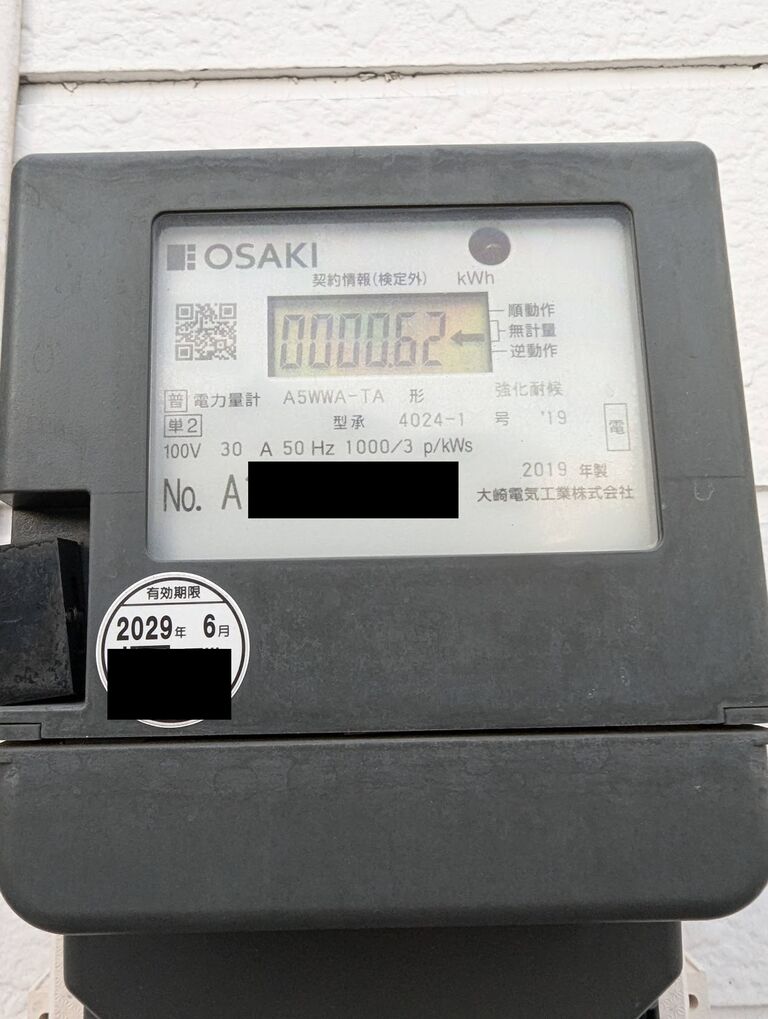 OSAKI
契約情報(検定外) kWh
0000.62←
順動作
無計量
逆動作
普 電力量計 A5WWA-TA 形 強化耐候
単2 型承 4024-1 号 '19 電
100V 30 A 50 Hz 1000/3 p/kWs
2019 年製
No. A
大崎電気工業株式会社
有効期限
2029年 6月